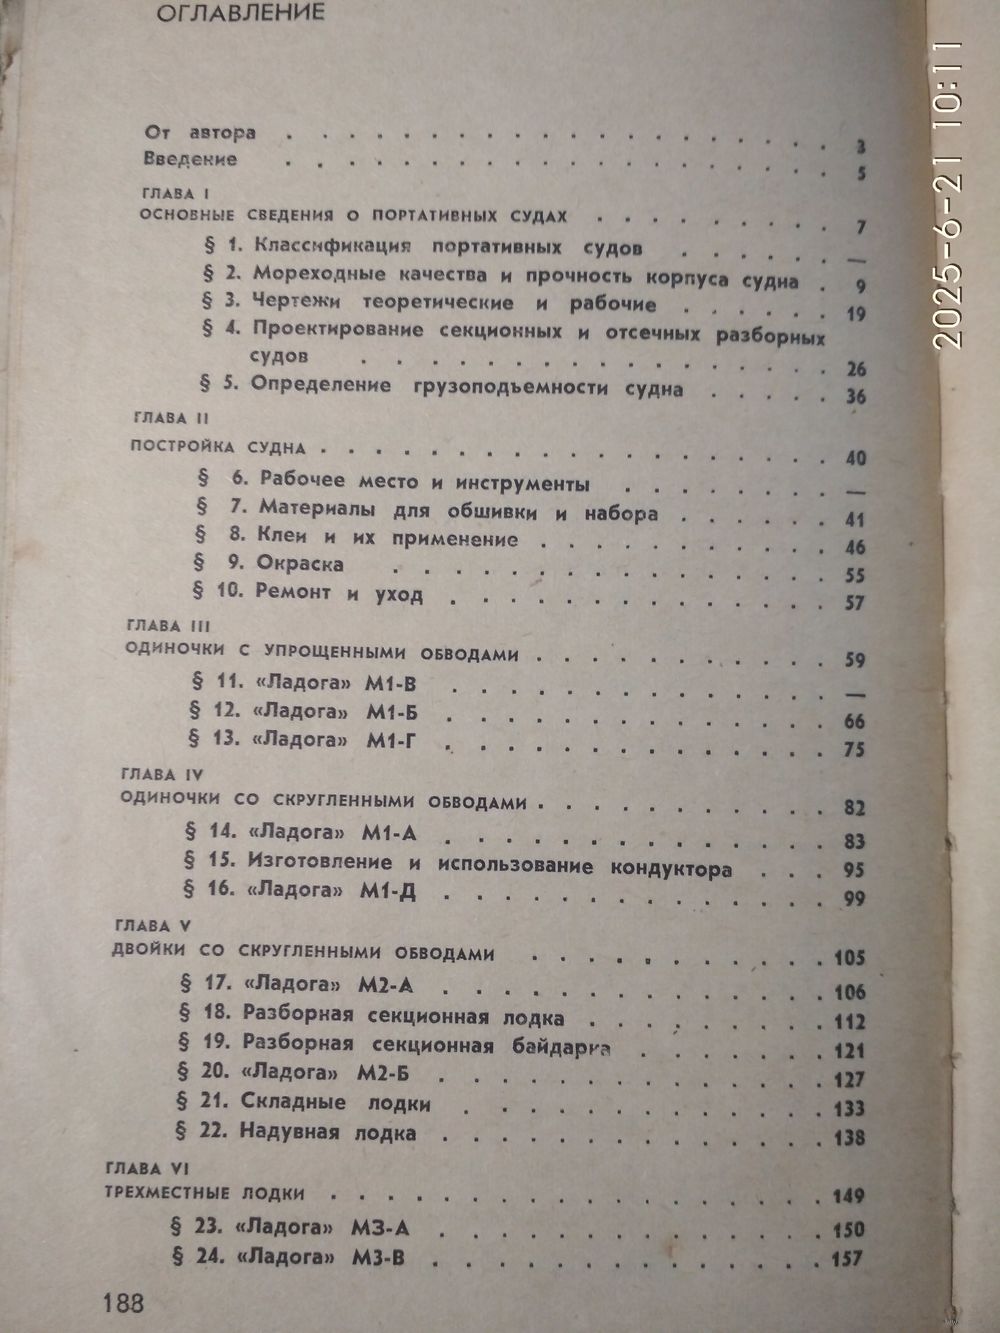 ОГЛАВЛЕНИЕ
От автора . . . . . . . . . . . . . . . . . . . 3
Введение . . . . . . . . . . . . . . . . . . . 5
ГЛАВА I
ОСНОВНЫЕ СВЕДЕНИЯ О ПОРТАТИВНЫХ СУДАХ . . . . . . . . 7
§ 1. Классификация портативных судов . . . . . —
§ 2. Мореходные качества и прочность корпуса судна . 9
§ 3. Чертежи теоретические и рабочие . . . . . . 19
§ 4. Проектирование секционных и отсечных разборных
судов . . . . . . . . . . . . . . 26
§ 5. Определение грузоподъемности судна . . . . . 36
ГЛАВА II
ПОСТРОЙКА СУДНА . . . . . . . . . . . . . . . . . . 40
§ 6. Рабочее место и инструменты . . . . . . . —
§ 7. Материалы для обшивки и набора . . . . . . 41
§ 8. Клеи и их применение . . . . . . . . . . . 46
§ 9. Окраска . . . . . . . . . . . . . . 55
§ 10. Ремонт и уход . . . . . . . . . . . . 57
ГЛАВА III
ОДИНОЧКИ С УПРОЩЕННЫМИ ОБВОДАМИ . . . . . . . . . . . 59
§ 11. «Ладога» М1-В . . . . . . . . . . . . —
§ 12. «Ладога» М1-Б . . . . . . . . . . . . 66
§ 13. «Ладога» М1-Г . . . . . . . . . . . . 75
ГЛАВА IV
ОДИНОЧКИ СО СКРУГЛЕННЫМИ ОБВОДАМИ . . . . . . . . . . . 82
§ 14. «Ладога» М1-А . . . . . . . . . . . . 83
§ 15. Изготовление и использование кондуктора . . . 95
§ 16. «Ладога» М1-Д . . . . . . . . . . . . 99
ГЛАВА V
ДВОЙКИ СО СКРУГЛЕННЫМИ ОБВОДАМИ . . . . . . . . . . . 105
§ 17. «Ладога» М2-А . . . . . . . . . . . . 106
§ 18. Разборная секционная лодка . . . . . . . . 112
§ 19. Разборная секционная байдарка . . . . . . . 121
§ 20. «Ладога» М2-Б . . . . . . . . . . . . 127
§ 21. Складные лодки . . . . . . . . . . . 133
§ 22. Надувная лодка . . . . . . . . . . . . 138
ГЛАВА VI
ТРЕХМЕСТНЫЕ ЛОДКИ . . . . . . . . . . . . . . . . . 149
§ 23. «Ладога» М3-А . . . . . . . . . . . . 150
§ 24. «Ладога» М3-В . . . . . . . . . . . . 157
188
2025-6-21 10:11